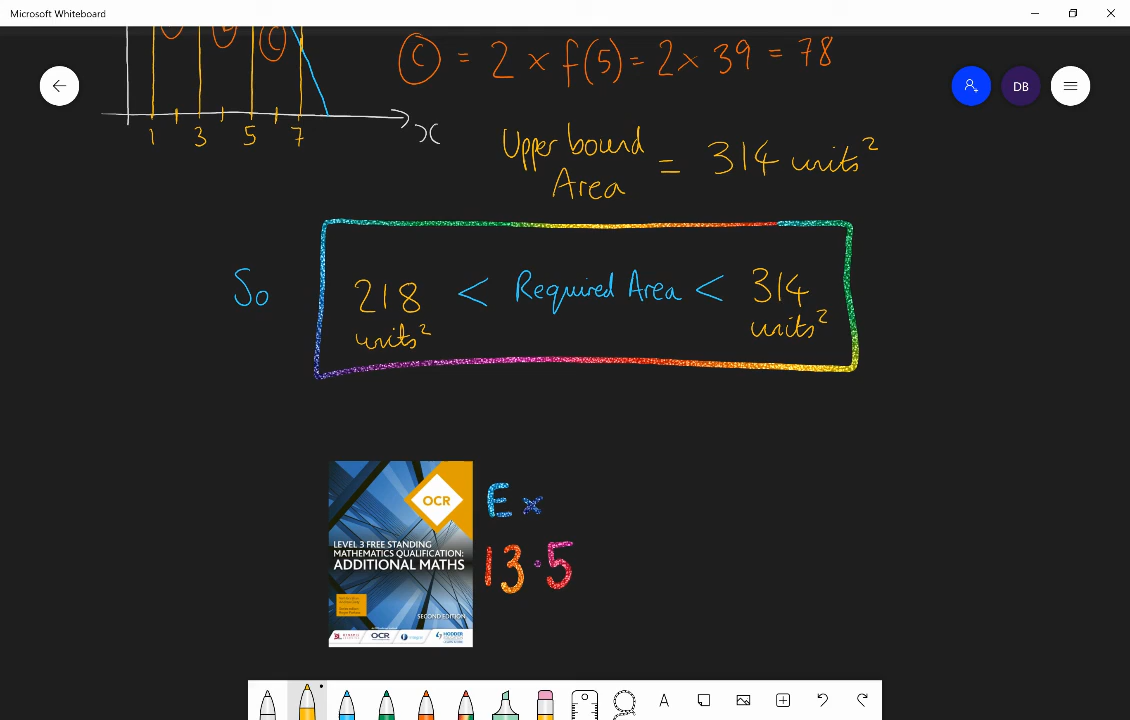 Microsoft Whiteboard
C = 2 × f(5) = 2 × 39 = 78
C
DB
1 3 5 7 x
Upper bound Area = 314 units²
So 218 units² < Required Area < 314 units²
OCR
LEVEL 3 FREE STANDING
MATHEMATICS QUALIFICATION:
ADDITIONAL MATHS
SECOND EDITION
OCR
HODDER
Ex
13.5
A